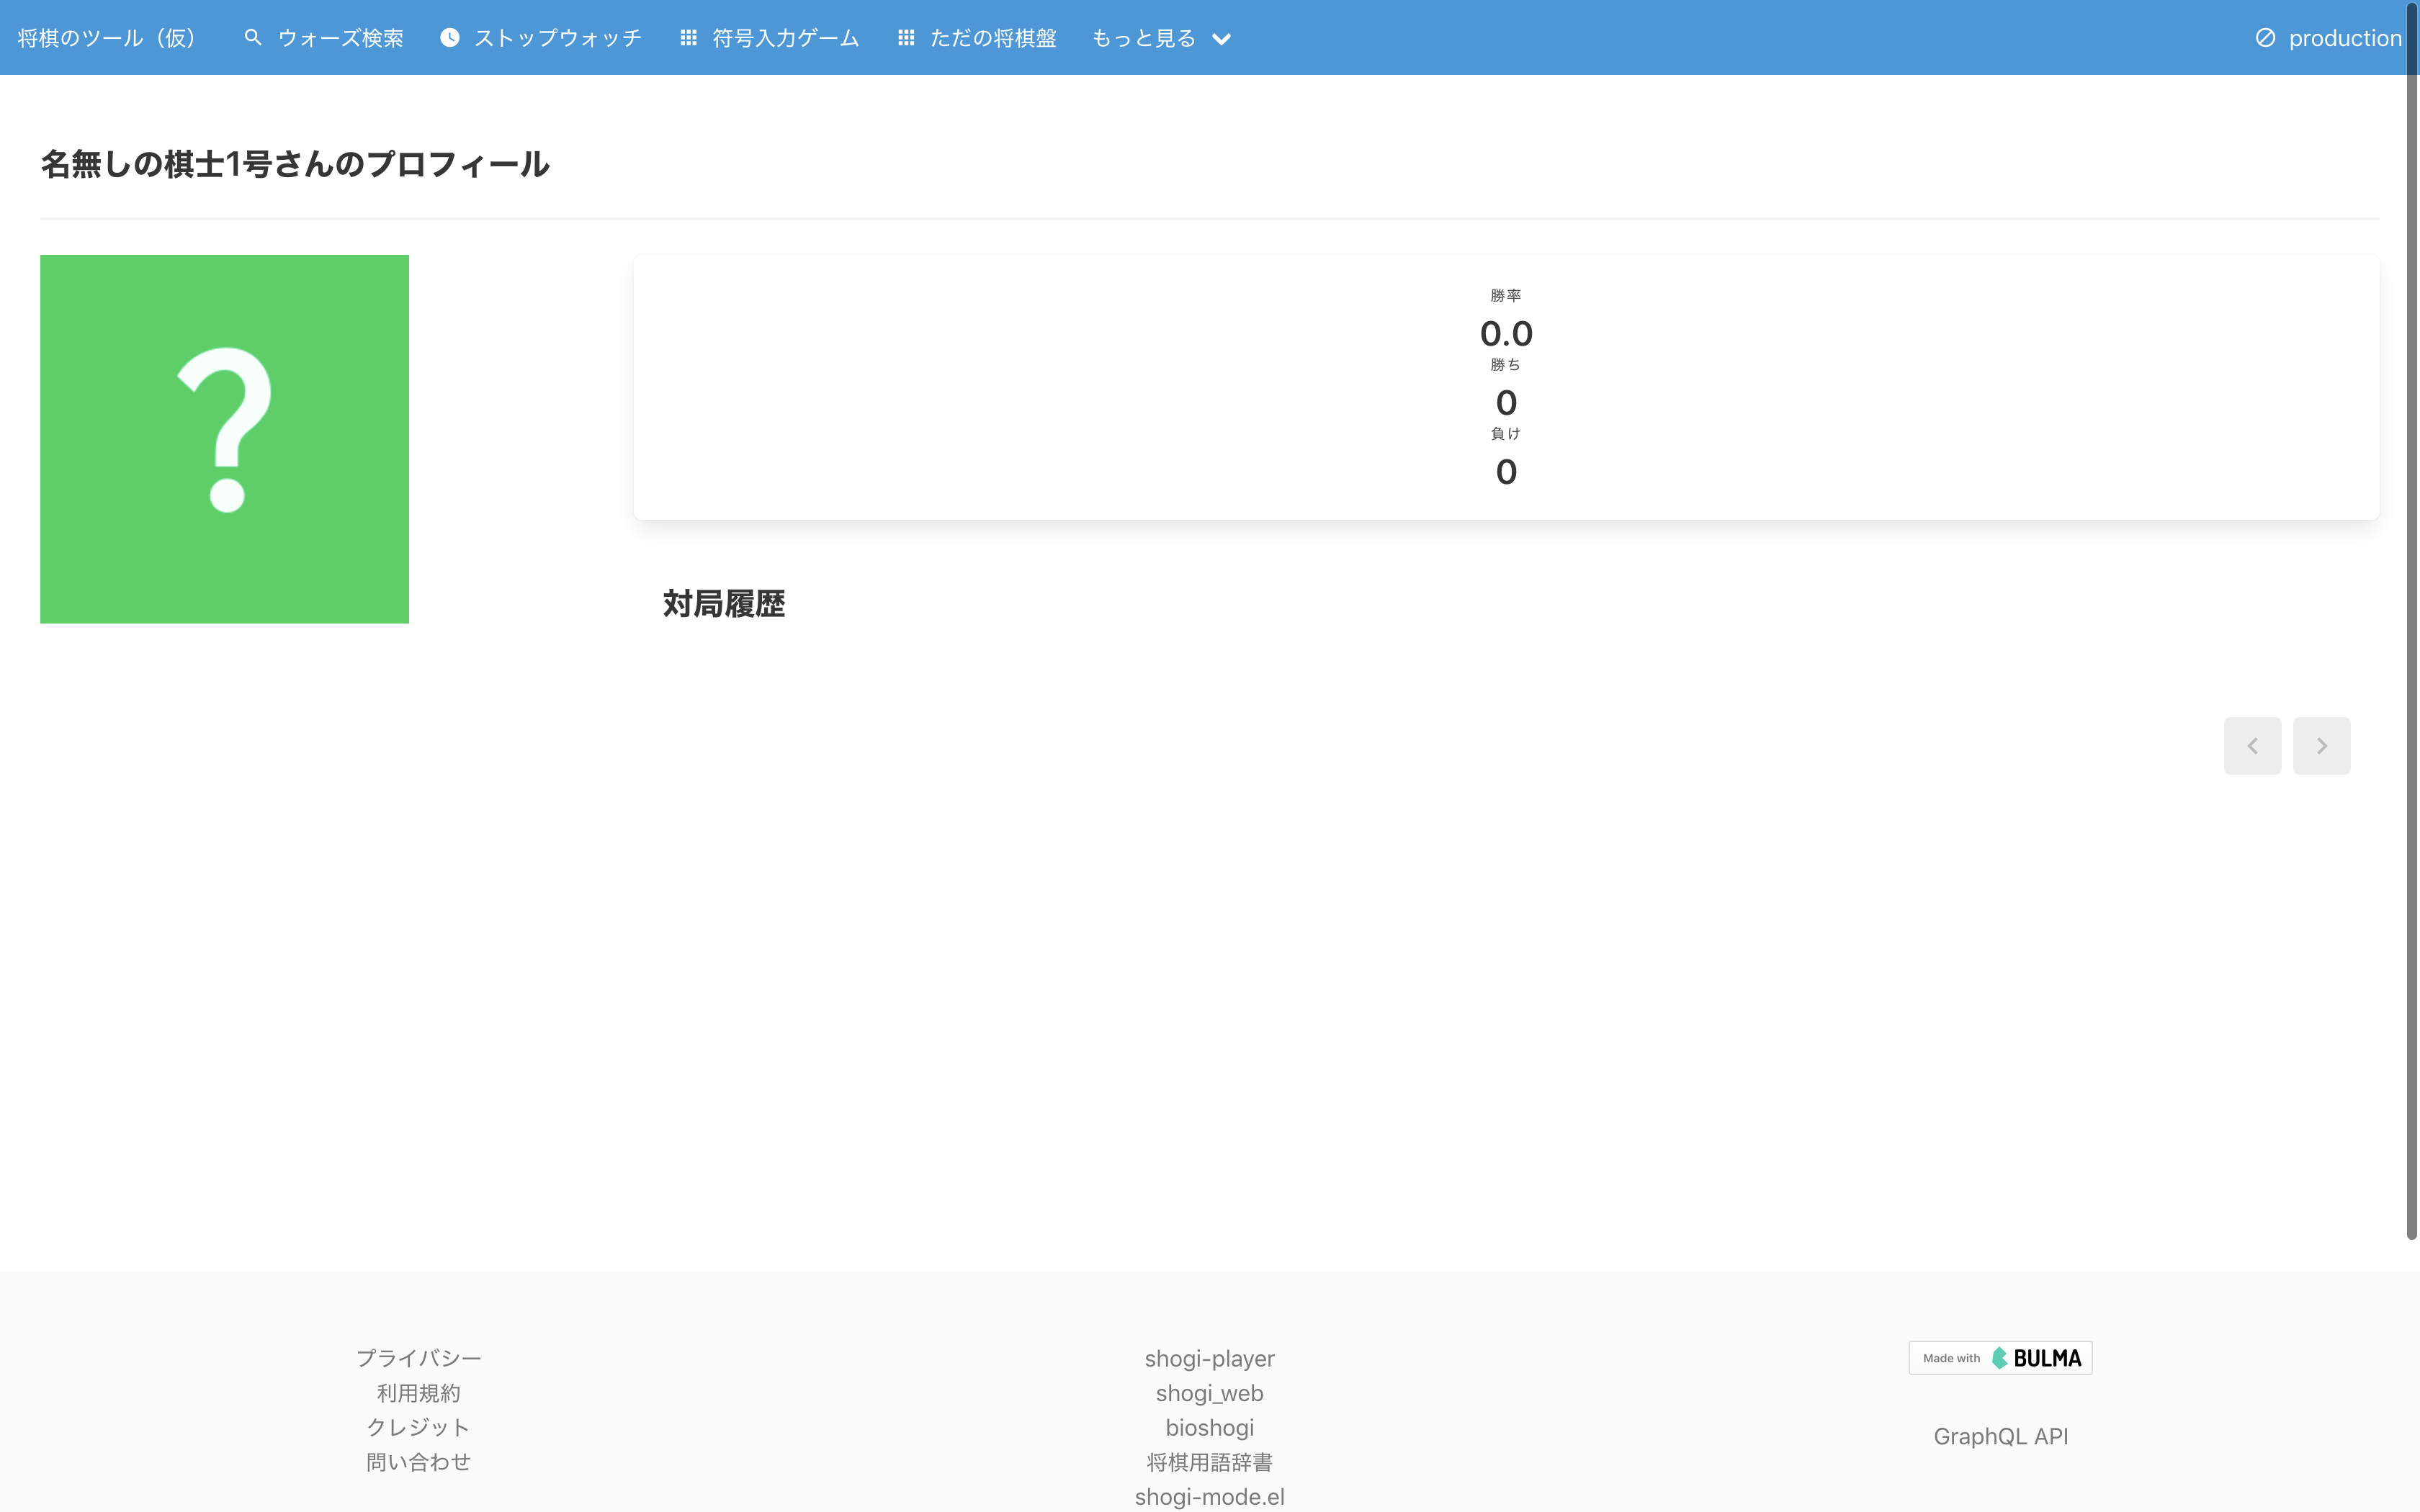 将棋のツール（仮）
ウォーズ検索
ストップウォッチ
符号入力ゲーム
ただの将棋盤
もっと見る
production
名無しの棋士1号さんのプロフィール
?
勝率
0.0
勝ち
0
負け
0
対局履歴
プライバシー
利用規約
クレジット
問い合わせ
shogi-player
shogi_web
bioshogi
将棋用語辞書
shogi-mode.el
Made with BULMA
GraphQL API